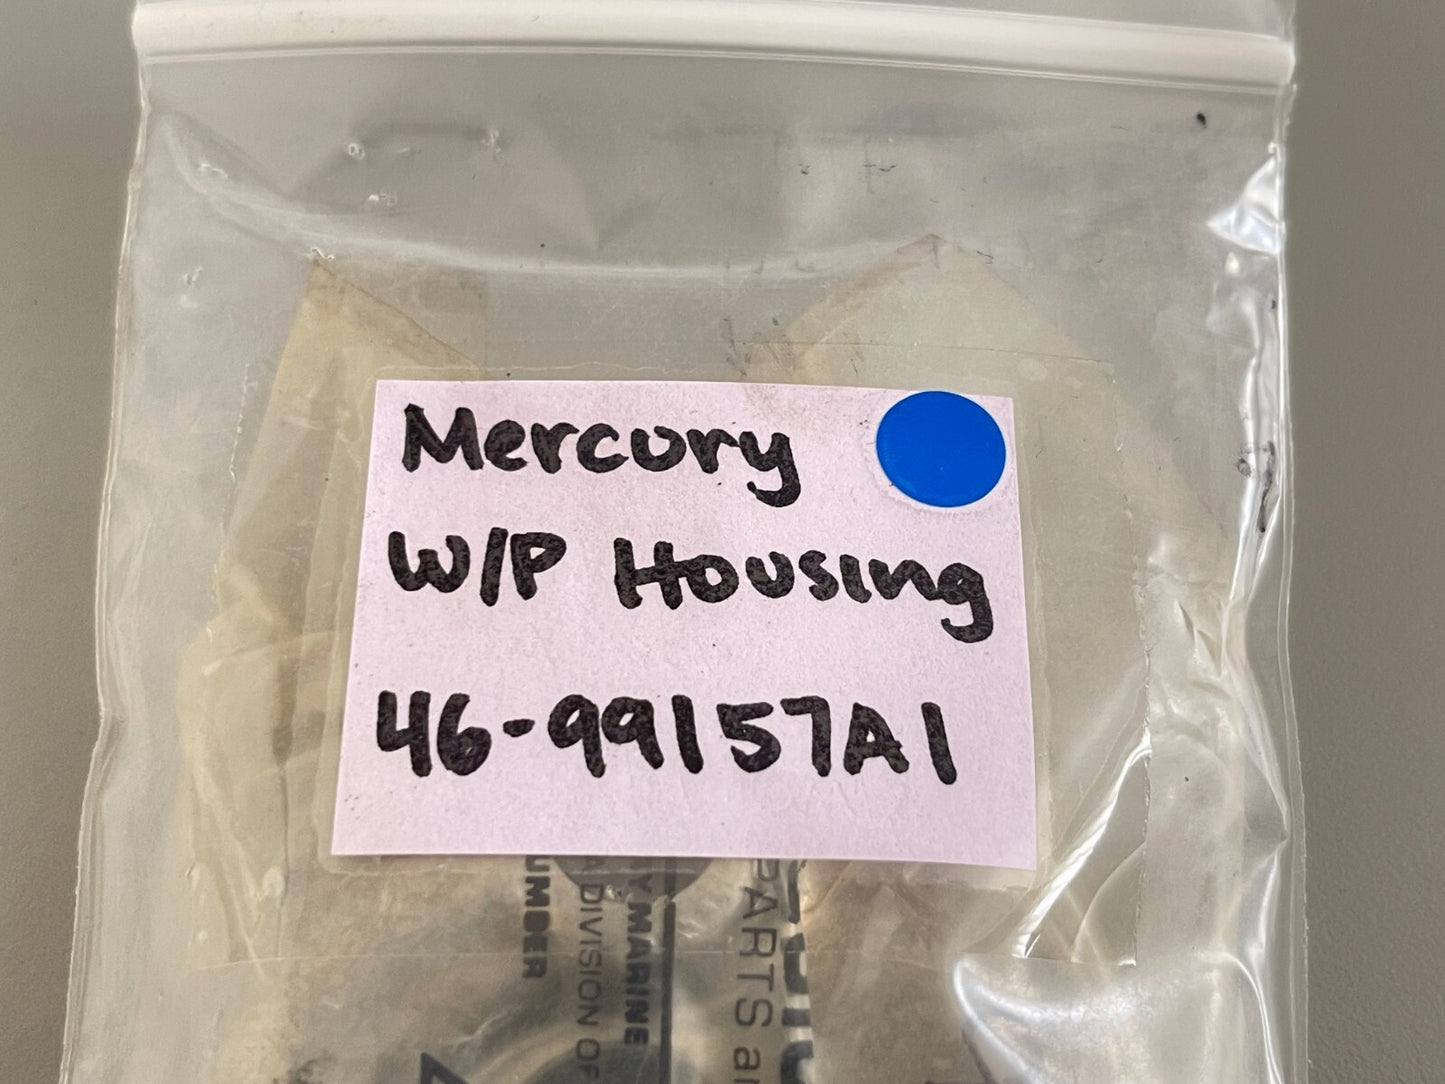 Mercury
W/P Housing
46-99157A1
UMBER
A DIVISION OF
Y MARINE
PARTS a